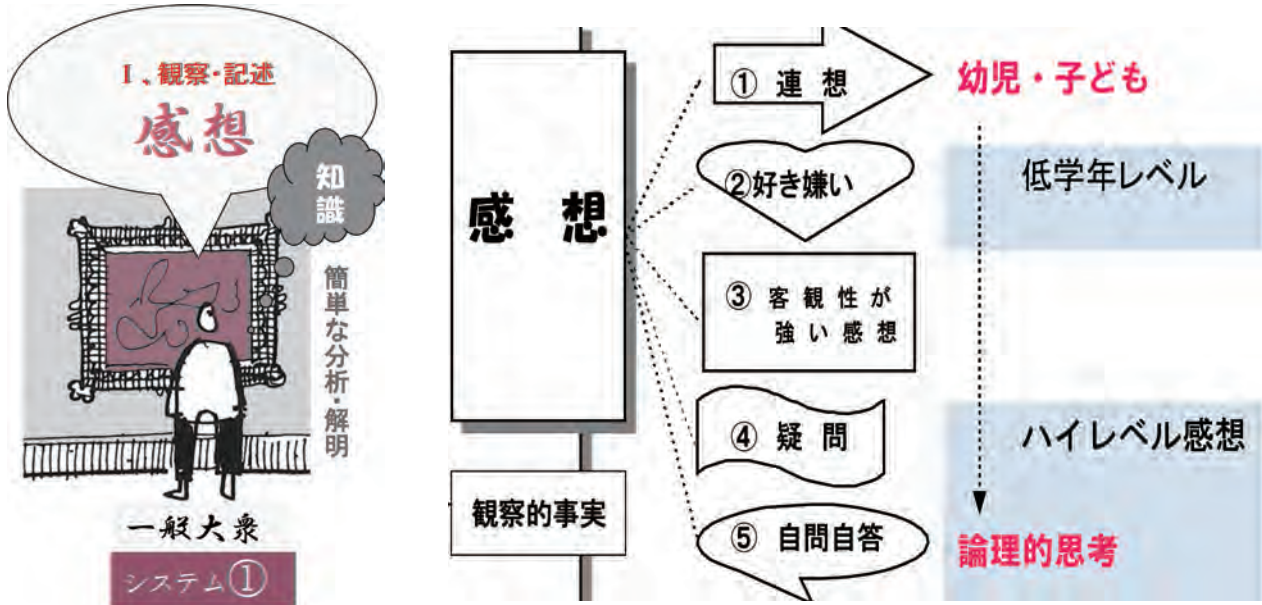 Ⅰ、観察・記述
感想
知識
簡単な分析・解明
一般大衆
システム①
感想
観察的事実
① 連想
②好き嫌い
③ 客観性が
強い感想
④ 疑問
⑤ 自問自答
幼児・子ども
低学年レベル
ハイレベル感想
論理的思考